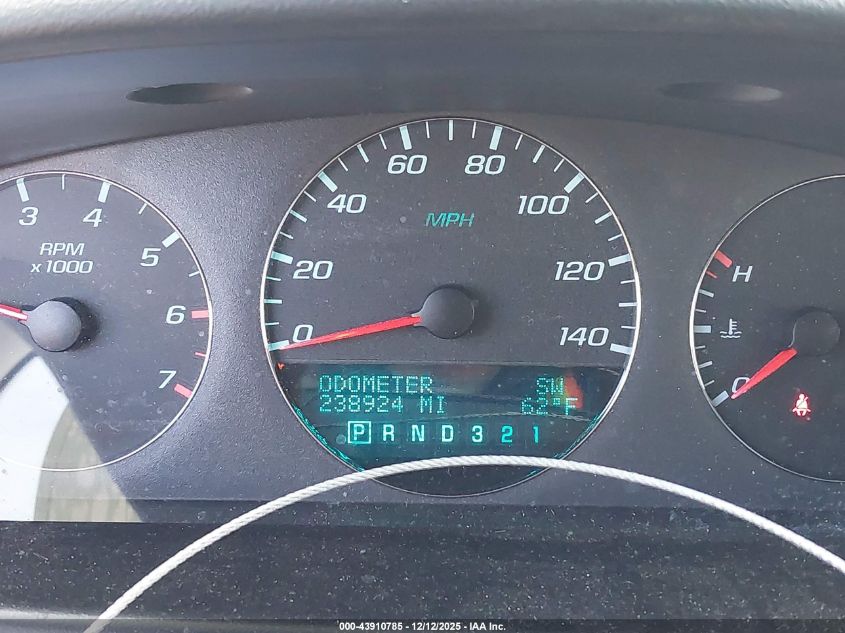 3 4 5 6 7
RPM
x1000
0 20 40 60 80 100 120 140
MPH
ODOMETER SW
238924 MI 62°F
P R N D 3 2 1
H
C
000-43910785 - 12/12/2025 - IAA Inc.